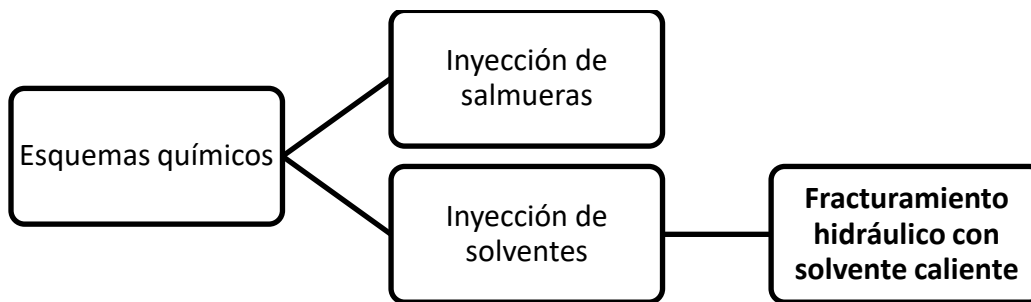 Esquemas químicos
Inyección de
salmueras
Inyección de
solventes
Fracturamiento
hidráulico con
solvente caliente